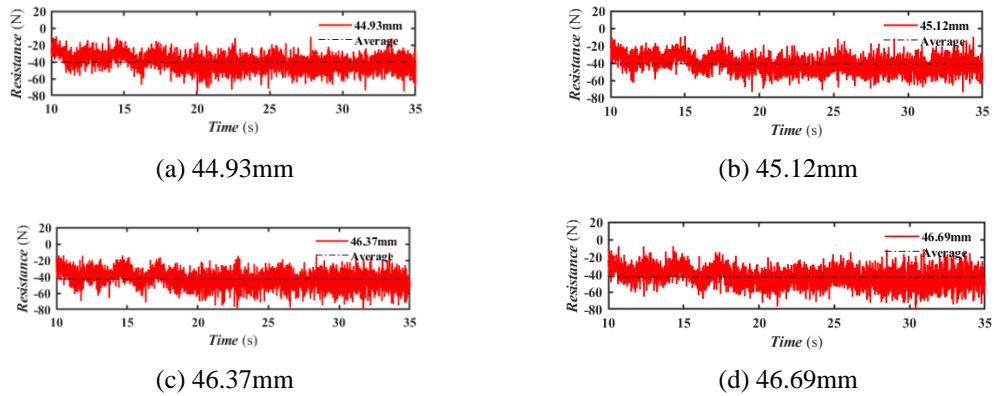 20
0
-20
-40
-60
-80
Resistance (N)
44.93mm
Average
10 15 20 25 30 35
Time (s)
(a) 44.93mm
20
0
-20
-40
-60
-80
Resistance (N)
45.12mm
Average
10 15 20 25 30 35
Time (s)
(b) 45.12mm
20
0
-20
-40
-60
-80
Resistance (N)
46.37mm
Average
10 15 20 25 30 35
Time (s)
(c) 46.37mm
20
0
-20
-40
-60
-80
Resistance (N)
46.69mm
Average
10 15 20 25 30 35
Time (s)
(d) 46.69mm